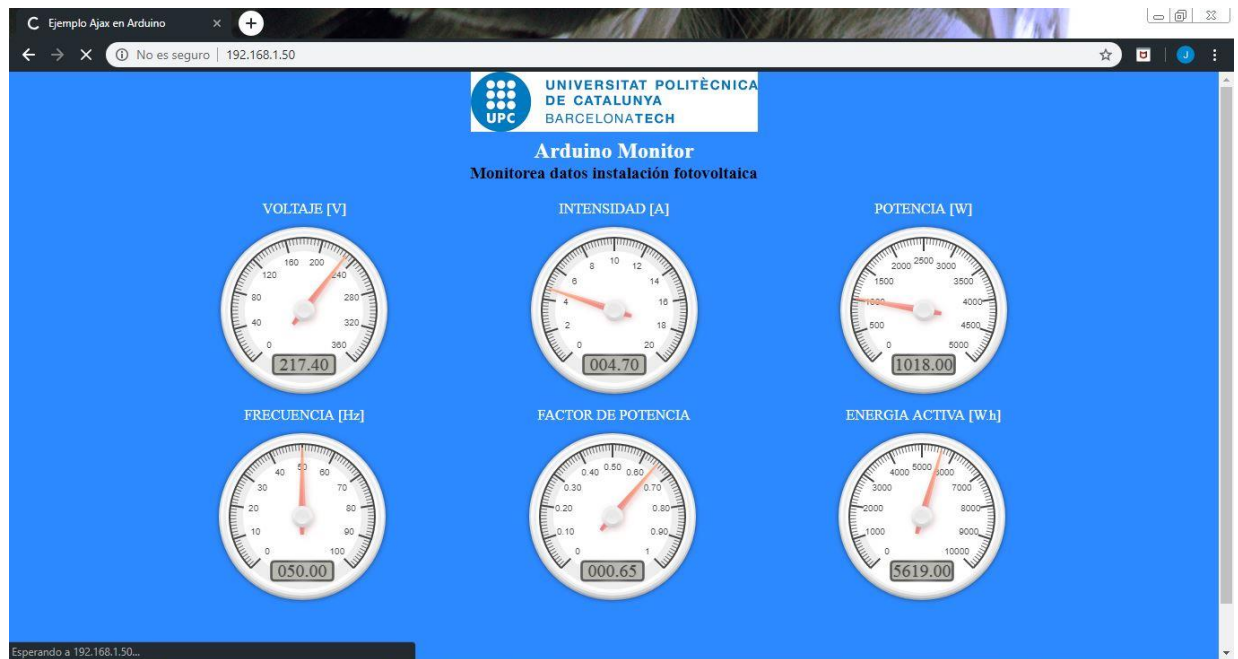 Ejemplo Ajax en Arduino
No es seguro | 192.168.1.50
J
UPC
UNIVERSITAT POLITÈCNICA
DE CATALUNYA
BARCELONATECH
Arduino Monitor
Monitorea datos instalación fotovoltaica
VOLTAJE [V]
0 40 80 120 160 200 240 280 320 360
217.40
INTENSIDAD [A]
0 2 4 6 8 10 12 14 16 18 20
004.70
POTENCIA [W]
0 500 1000 1500 2000 2500 3000 3500 4000 4500 5000
1018.00
FRECUENCIA [Hz]
0 10 20 30 40 50 60 70 80 90 100
050.00
FACTOR DE POTENCIA
0 0.10 0.20 0.30 0.40 0.50 0.60 0.70 0.80 0.90 1
000.65
ENERGIA ACTIVA [W.h]
0 1000 2000 3000 4000 5000 6000 7000 8000 9000 10000
5619.00
Esperando a 192.168.1.50...